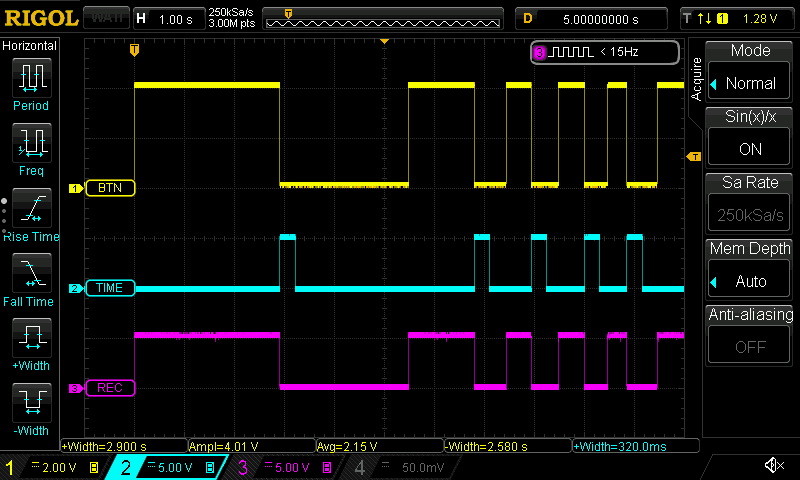 RIGOL WAIT H 1.00 s 250kSa/s 3.00M pts T D 5.00000000 s T 1 1.28 V
Horizontal
Period
Freq
Rise Time
Fall Time
+Width
-Width
T
3 < 15Hz
1 BTN
2 TIME
3 REC
T
+Width=2.900 s Ampl=4.01 V Avg=2.15 V -Width=2.580 s +Width=320.0ms
Acquire
Mode
Normal
Sin(x)/x
ON
Sa Rate
250kSa/s
Mem Depth
Auto
Anti-aliasing
OFF
1 2.00 V B 2 5.00 V B 3 5.00 V B 4 50.0mV